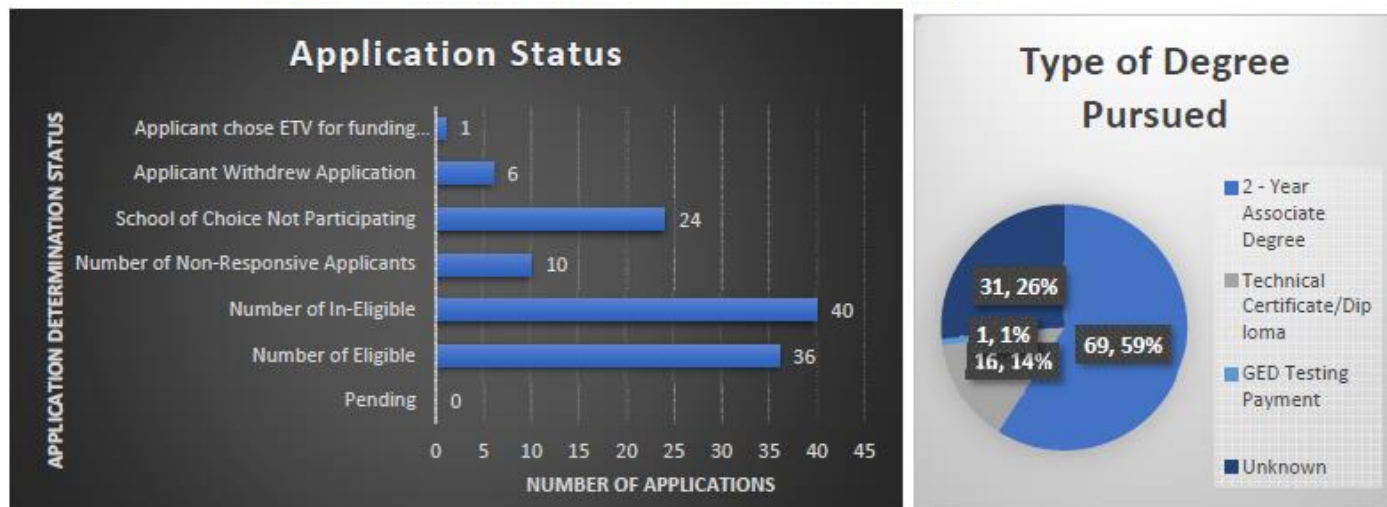 Application Status
APPLICATION DETERMINATION STATUS
Applicant chose ETV for funding... 1
Applicant Withdrew Application 6
School of Choice Not Participating 24
Number of Non-Responsive Applicants 10
Number of In-Eligible 40
Number of Eligible 36
Pending 0
0 5 10 15 20 25 30 35 40 45
NUMBER OF APPLICATIONS
Type of Degree
Pursued
31, 26%
1, 1%
16, 14%
69, 59%
2 - Year
Associate
Degree
Technical
Certificate/Dip
loma
GED Testing
Payment
Unknown